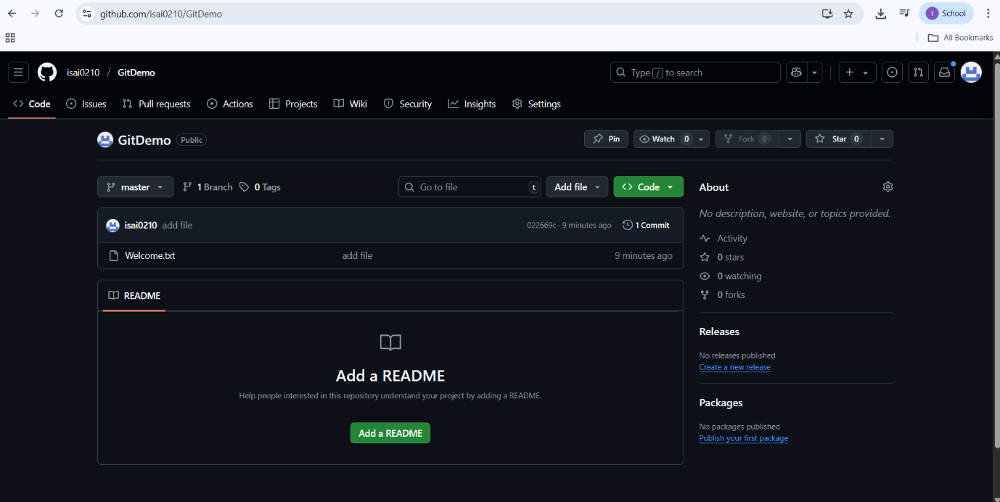 github.com/isai0210/GitDemo
I School
All Bookmarks
isai0210 / GitDemo
Type / to search
Code Issues Pull requests Actions Projects Wiki Security Insights Settings
GitDemo Public
Pin Watch 0 Fork 0 Star 0
master 1 Branch 0 Tags Go to file t Add file <> Code
About
No description, website, or topics provided.
isai0210 add file 022669c · 9 minutes ago 1 Commit
Welcome.txt add file 9 minutes ago
Activity
0 stars
0 watching
0 forks
README
Add a README
Help people interested in this repository understand your project by adding a README.
Add a README
Releases
No releases published
Create a new release
Packages
No packages published
Publish your first package